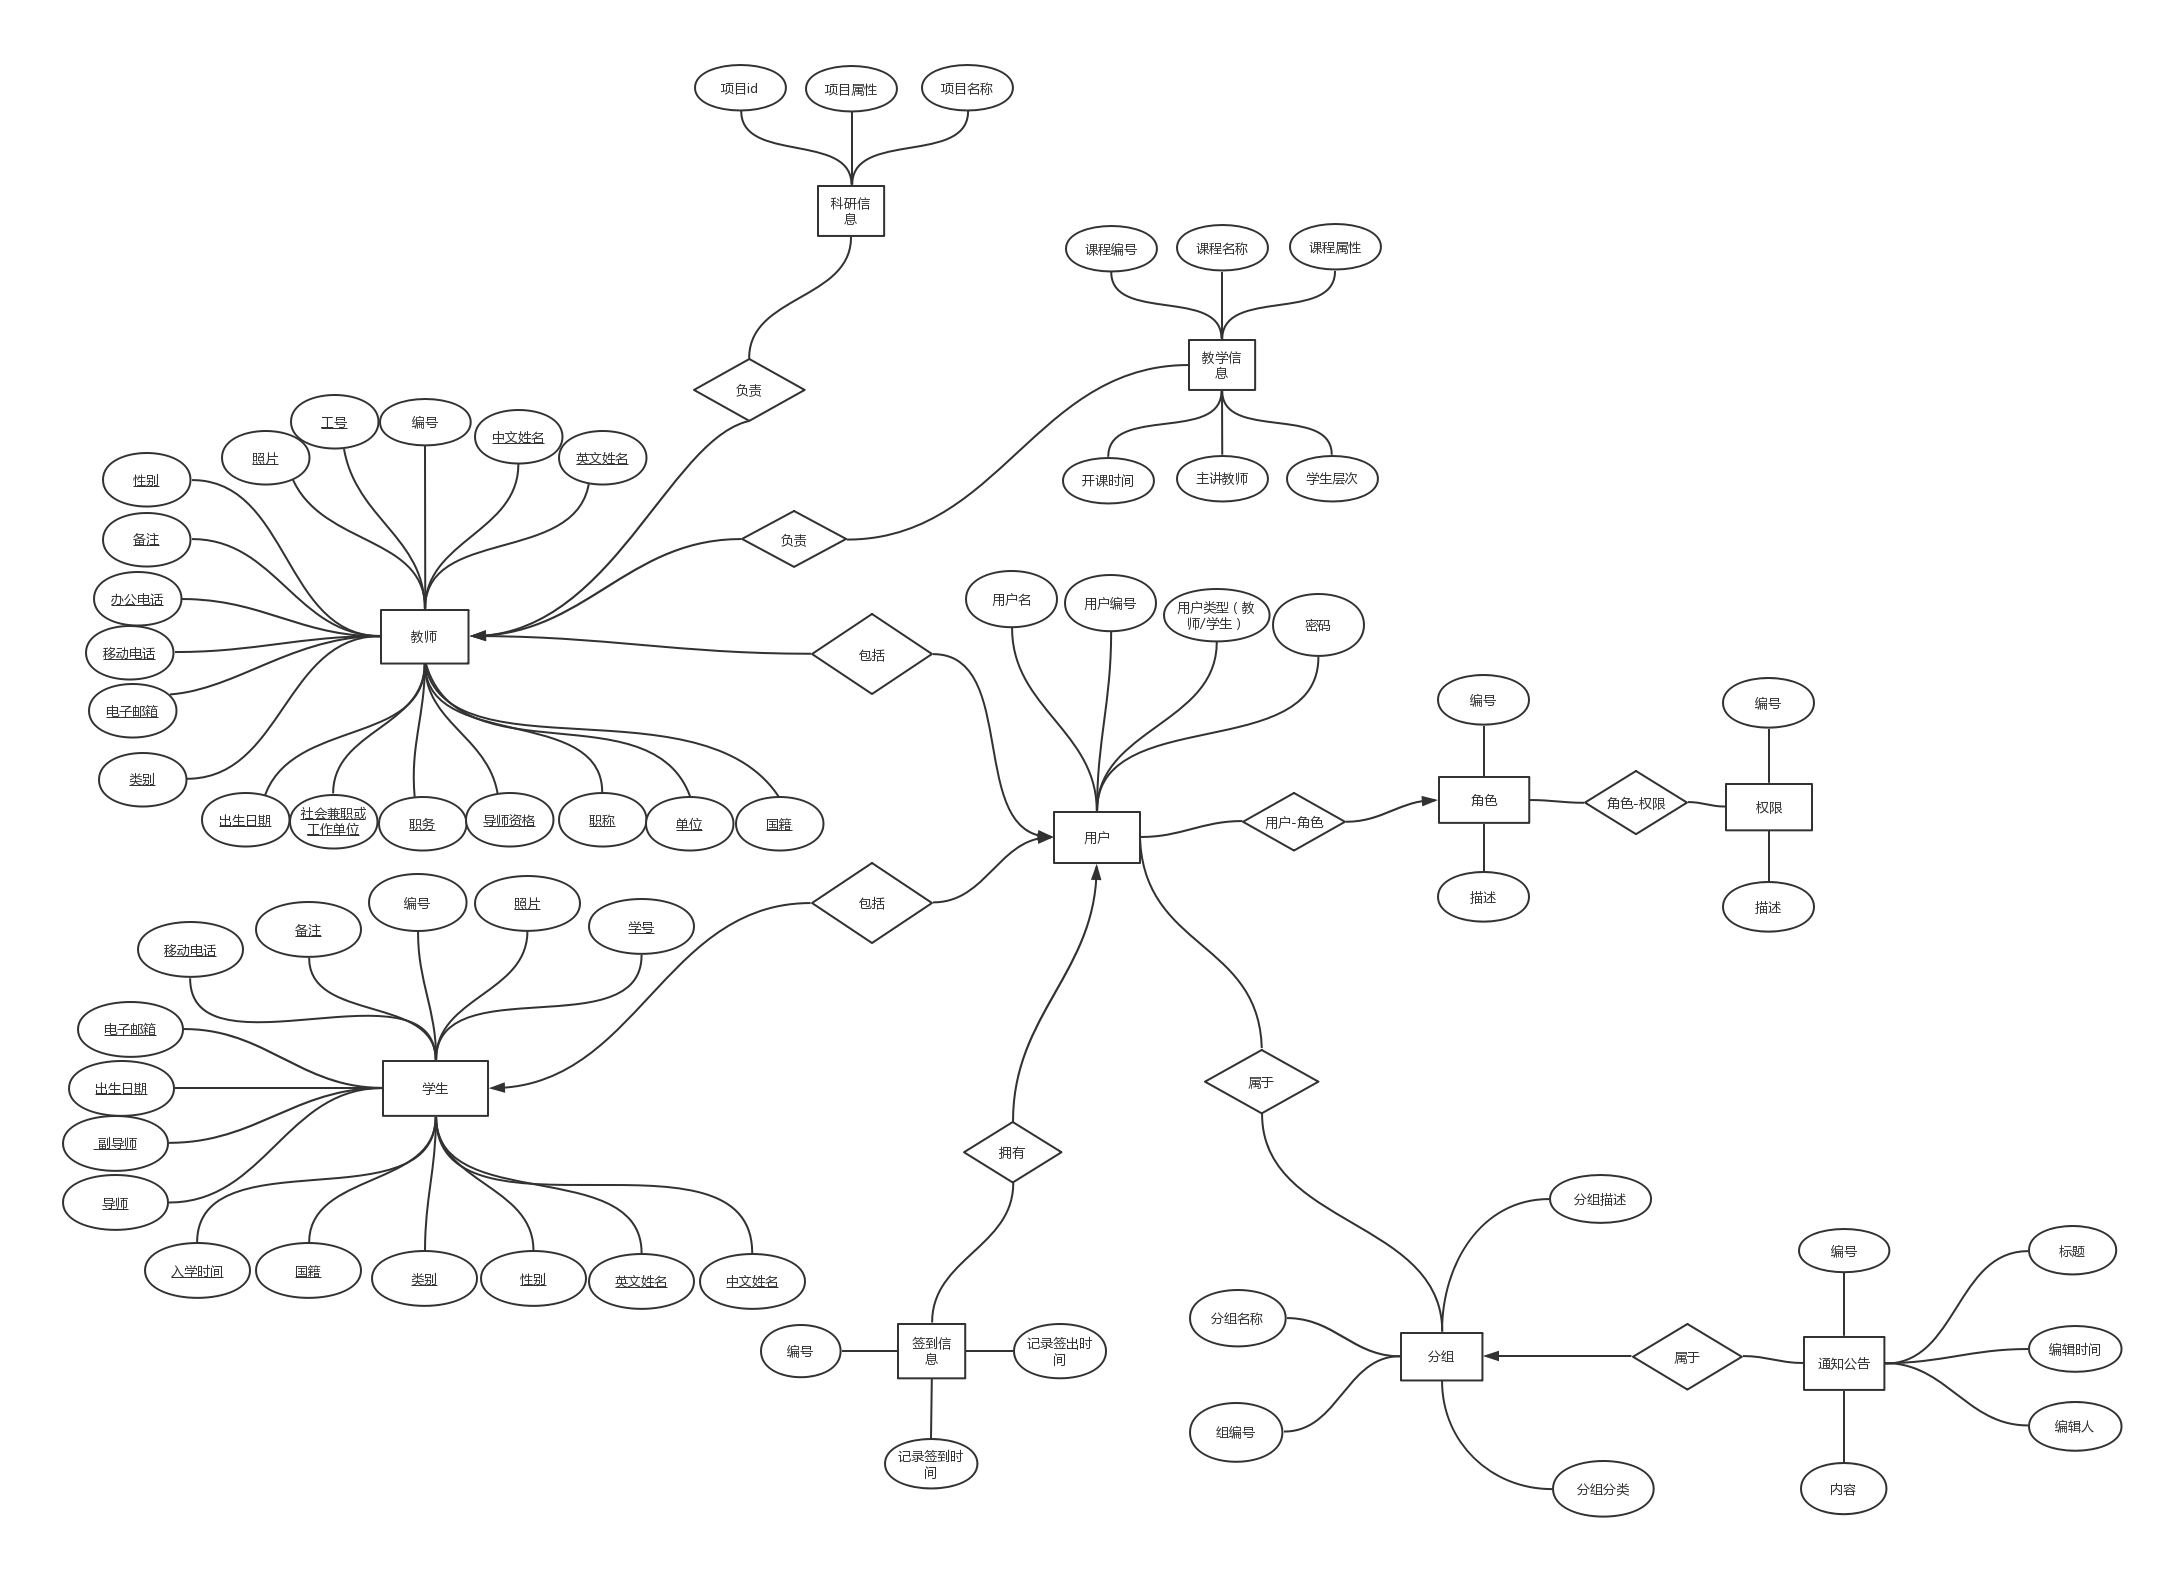 项目id
项目属性
项目名称
科研信
息
课程编号
课程名称
课程属性
教学信
息
负责
工号
编号
中文姓名
照片
英文姓名
性别
开课时间
主讲教师
学生层次
备注
负责
办公电话
用户名
用户编号
用户类型（教
师/学生）
密码
教师
移动电话
包括
电子邮箱
编号
编号
类别
出生日期
社会兼职或
工作单位
职务
导师资格
职称
单位
国籍
用户
用户-角色
角色
角色-权限
权限
移动电话
备注
编号
照片
学号
包括
描述
描述
电子邮箱
出生日期
学生
属于
副导师
导师
拥有
入学时间
国籍
类别
性别
英文姓名
中文姓名
分组描述
编号
标题
分组名称
编号
签到信
息
记录签出时
间
分组
属于
通知公告
编辑时间
组编号
编辑人
记录签到时
间
分组分类
内容